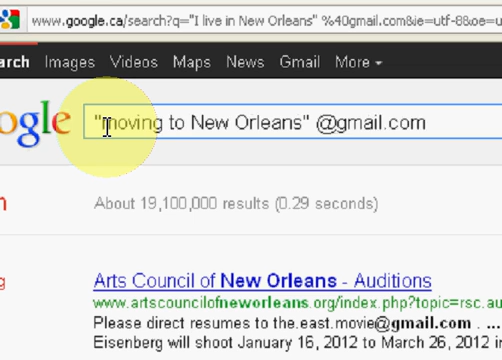 www.google.ca/search?q="I live in New Orleans" %40gmail.com&ie=utf-8&oe=u
arch Images Videos Maps News Gmail More
ogle "moving to New Orleans" @gmail.com
About 19,100,000 results (0.29 seconds)
Arts Council of New Orleans - Auditions
www.artscouncilofneworleans.org/index.php?topic=rsc.au
Please direct resumes to the.east.movie@gmail.com . ...
Eisenberg will shoot January 16, 2012 to March 26, 2012 i